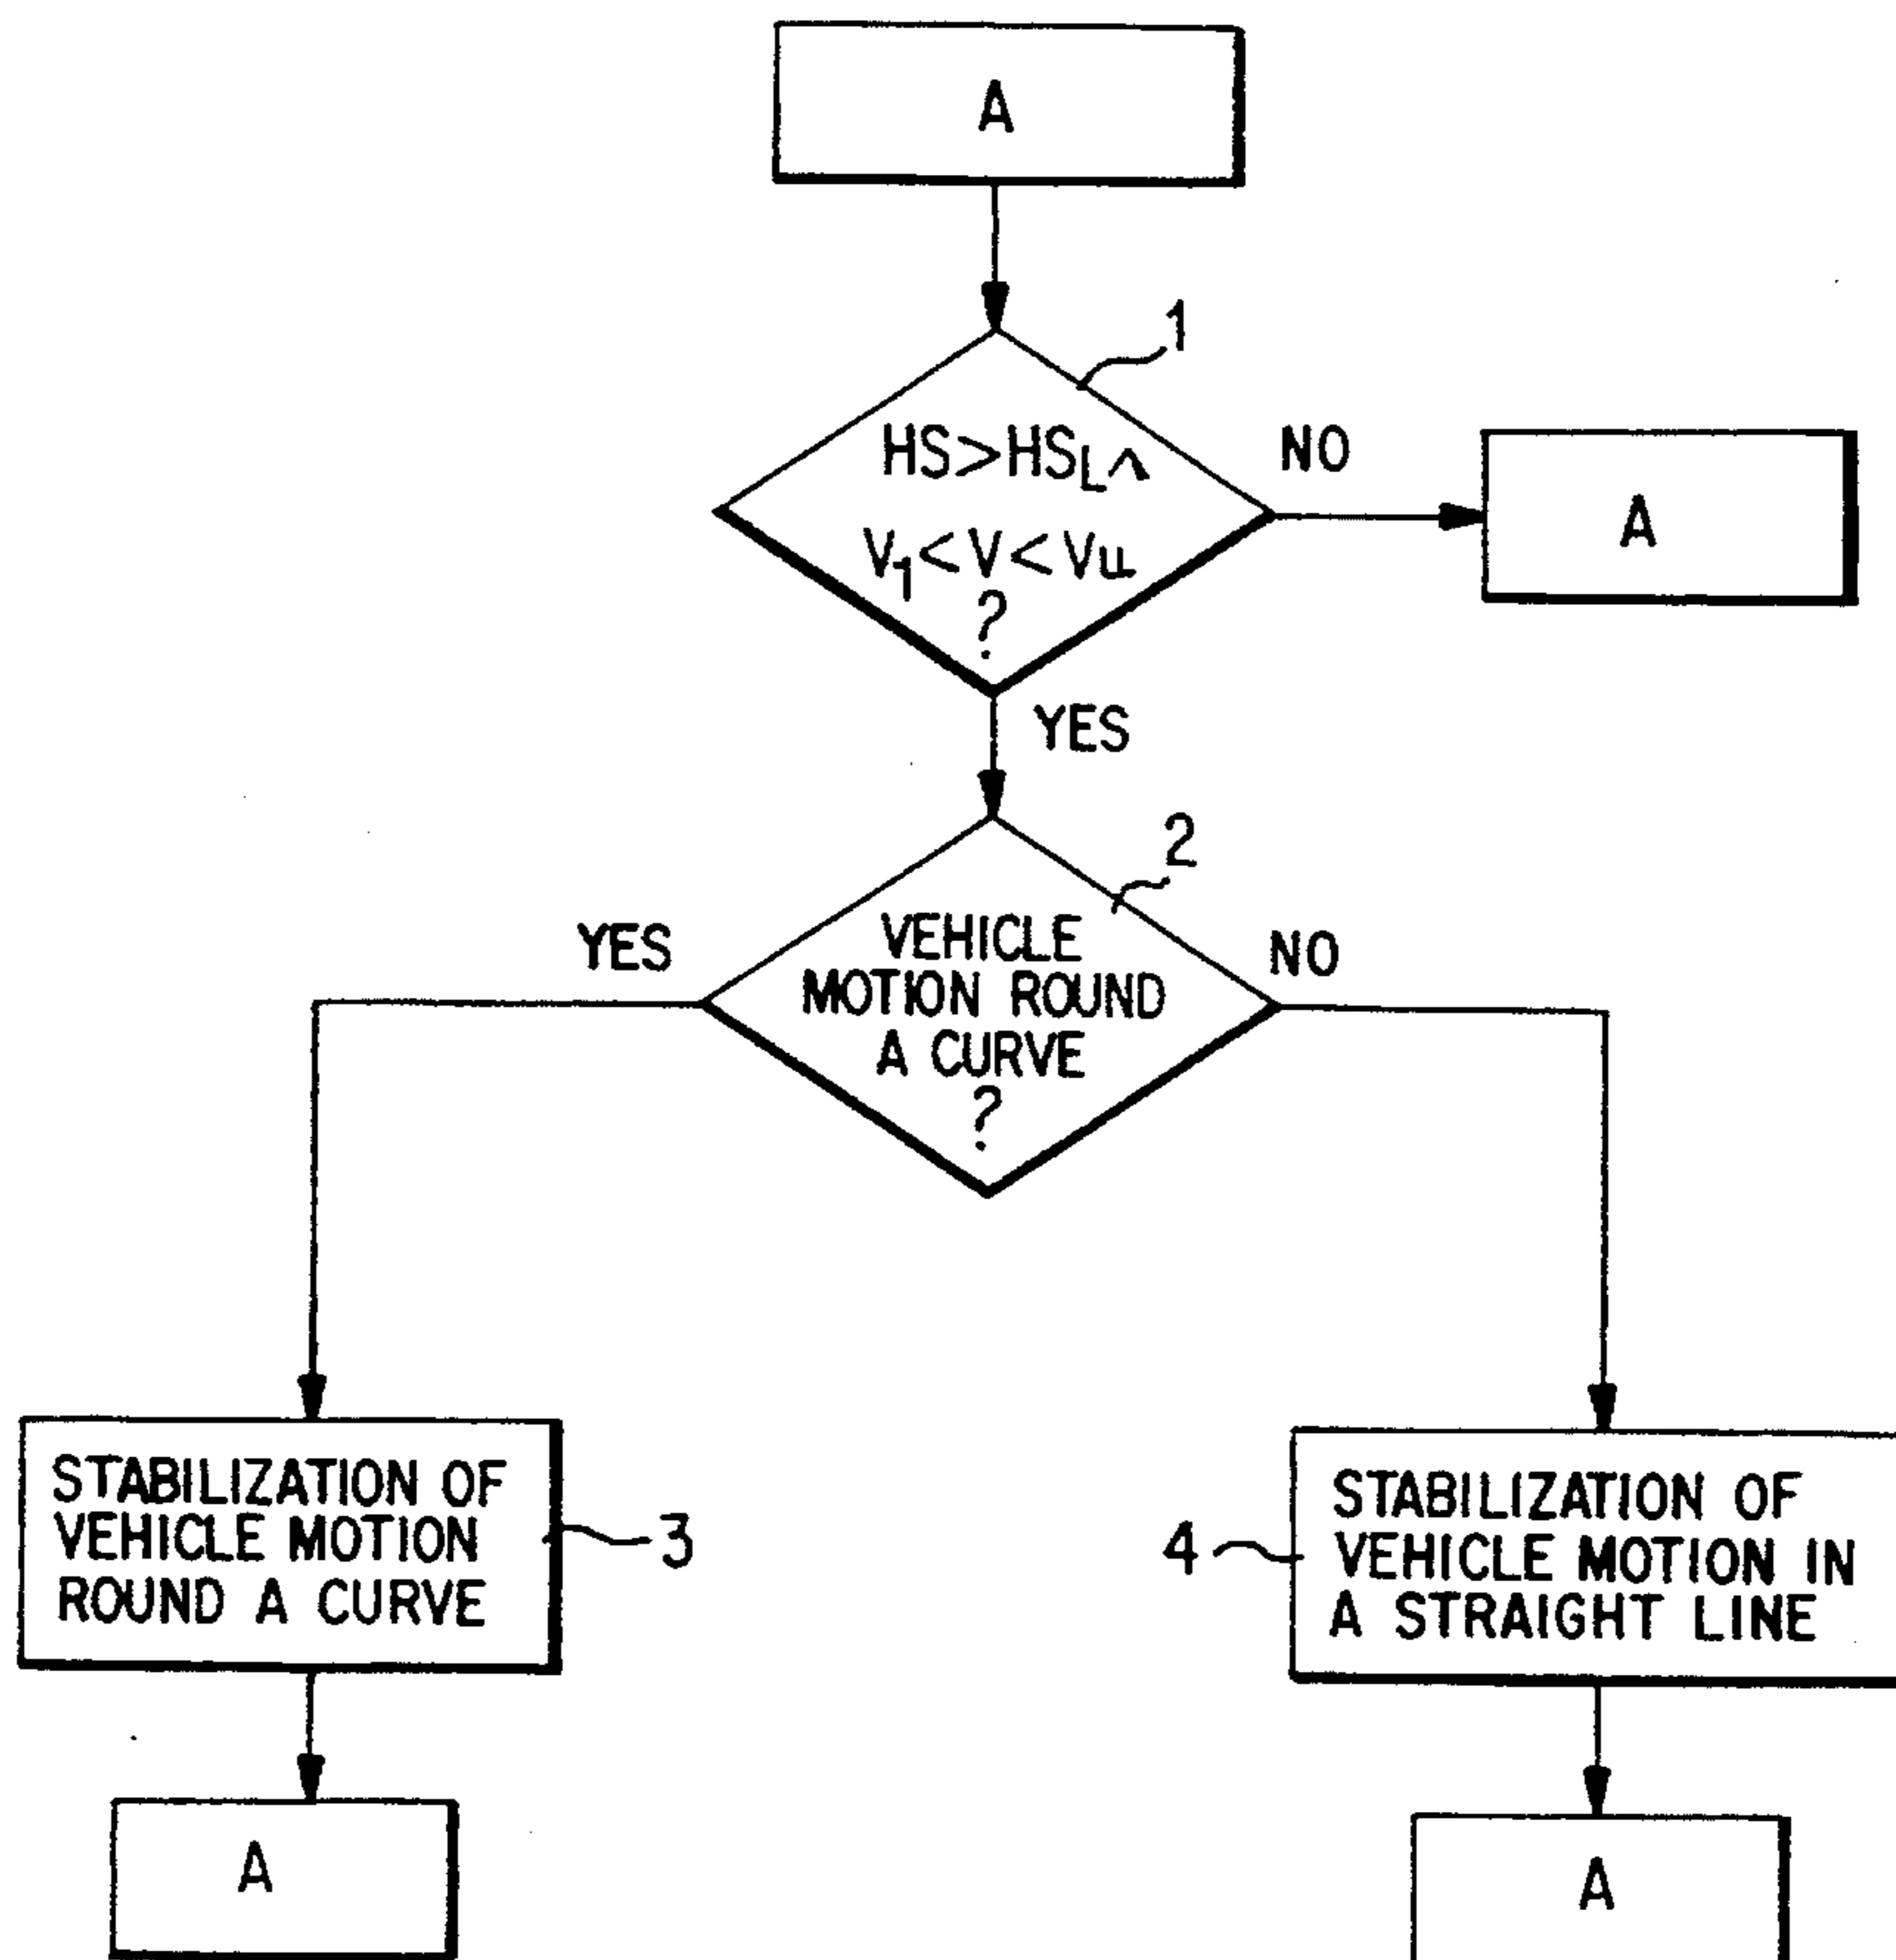 A
1
HS>HSL^
NO
A
V1<V<Vu
?
YES
2
YES
VEHICLE
MOTION ROUND
A CURVE
?
NO
STABILIZATION OF
VEHICLE MOTION
ROUND A CURVE
3
4
STABILIZATION OF
VEHICLE MOTION IN
A STRAIGHT LINE
A
A